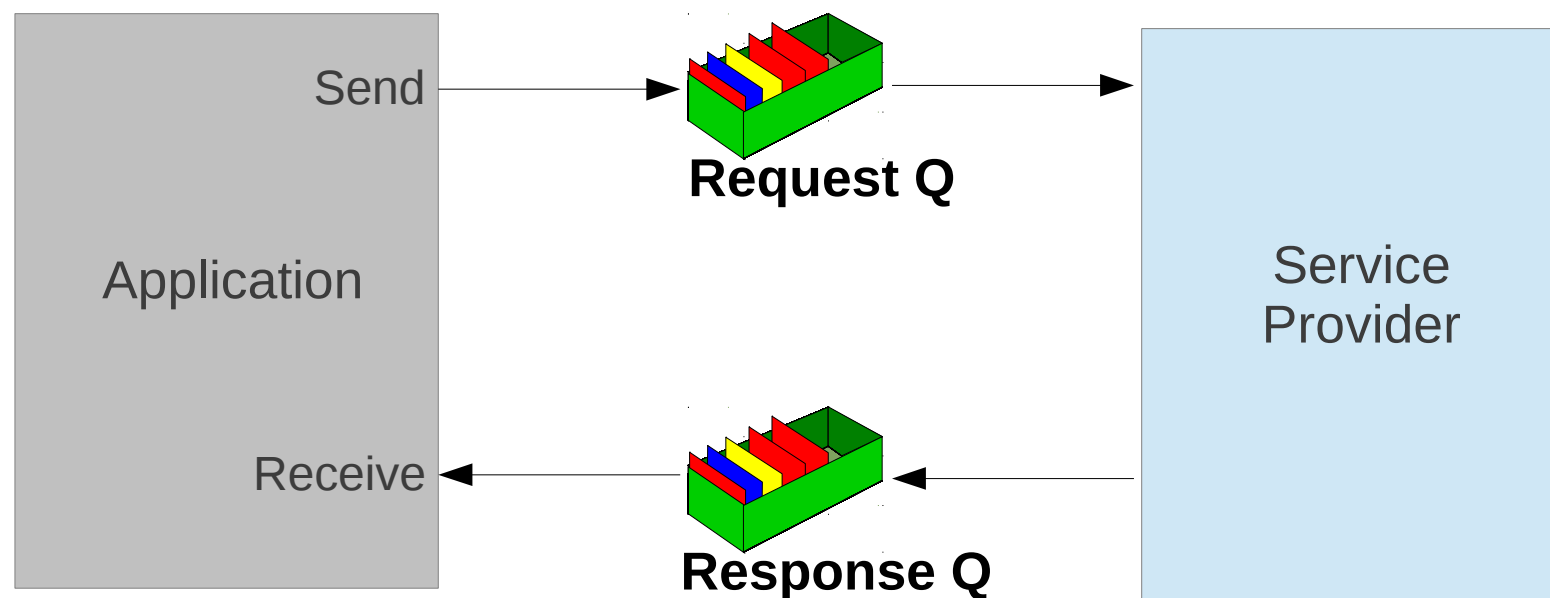 Send
Request Q
Application
Service
Provider
Receive
Response Q